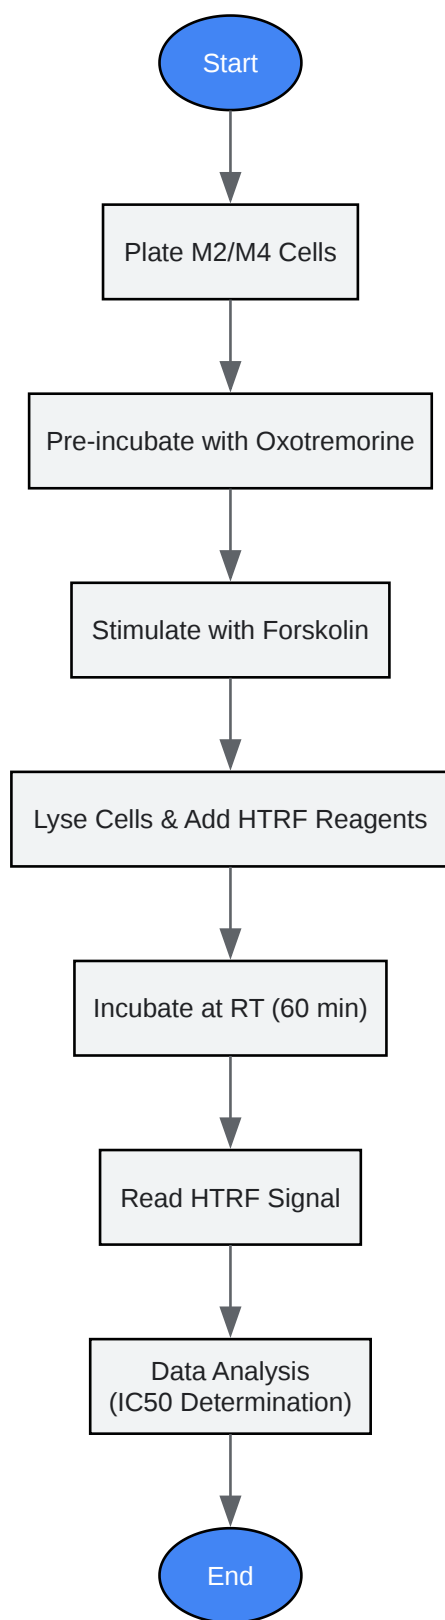 Start
Plate M2/M4 Cells
Pre-incubate with Oxotremorine
Stimulate with Forskolin
Lyse Cells & Add HTRF Reagents
Incubate at RT (60 min)
Read HTRF Signal
Data Analysis
(IC50 Determination)
End